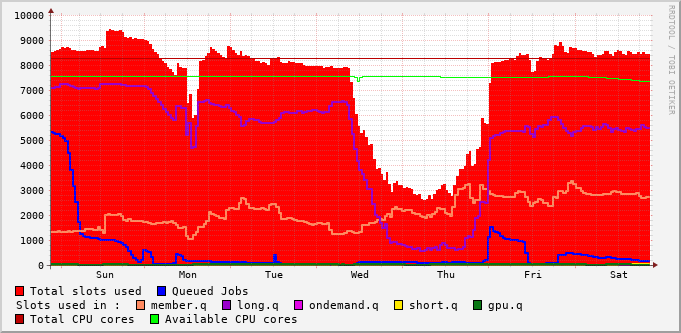 RRDTOOL / TOBI OETIKER
10000
9000
8000
7000
6000
5000
4000
3000
2000
1000
0
Sun Mon Tue Wed Thu Fri Sat
Total slots used Queued Jobs
Slots used in : member.q long.q ondemand.q short.q gpu.q
Total CPU cores Available CPU cores